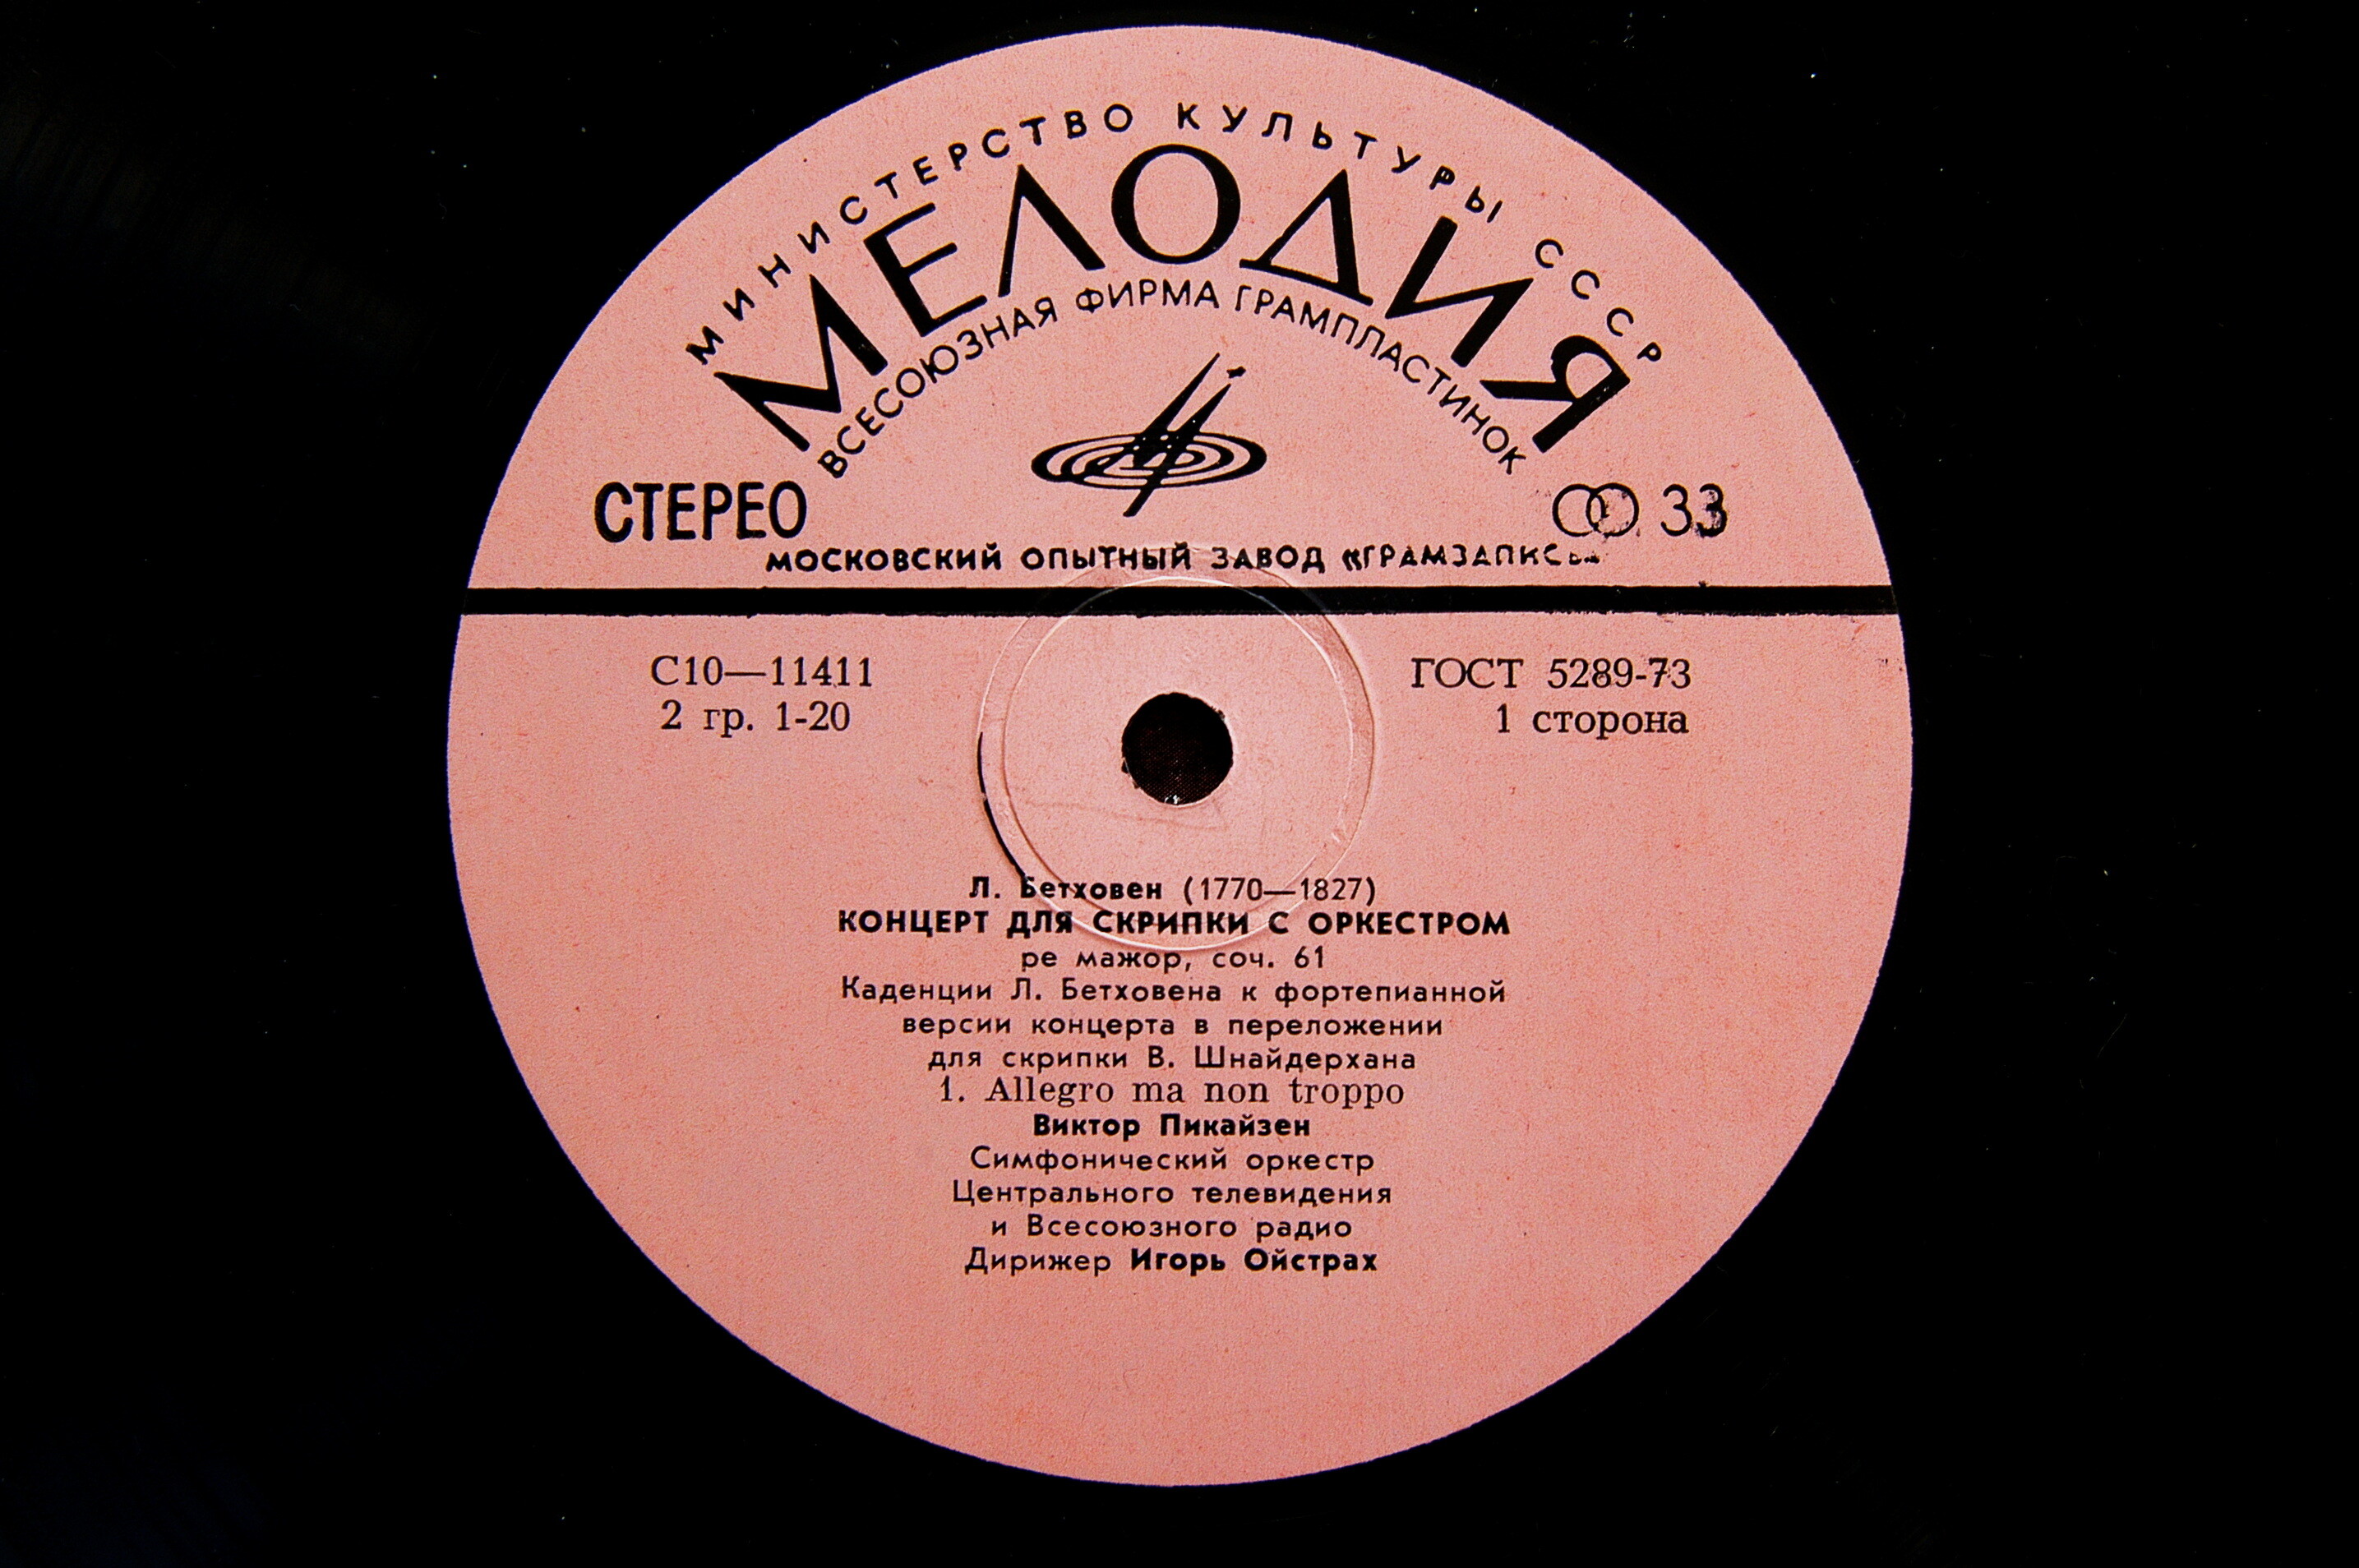 МИНИСТЕРСТВО КУЛЬТУРЫ СССР
МЕЛОДИЯ
ВСЕСОЮЗНАЯ ФИРМА ГРАМПЛАСТИНОК
СТЕРЕО
33
МОСКОВСКИЙ ОПЫТНЫЙ ЗАВОД «ГРАМЗАПИСЬ»
С10—11411
ГОСТ 5289-73
2 гр. 1-20
1 сторона
Л. Бетховен (1770—1827)
КОНЦЕРТ ДЛЯ СКРИПКИ С ОРКЕСТРОМ
ре мажор, соч. 61
Каденции Л. Бетховена к фортепианной
версии концерта в переложении
для скрипки В. Шнайдерхана
1. Allegro ma non troppo
Виктор Пикайзен
Симфонический оркестр
Центрального телевидения
и Всесоюзного радио
Дирижер Игорь Ойстрах